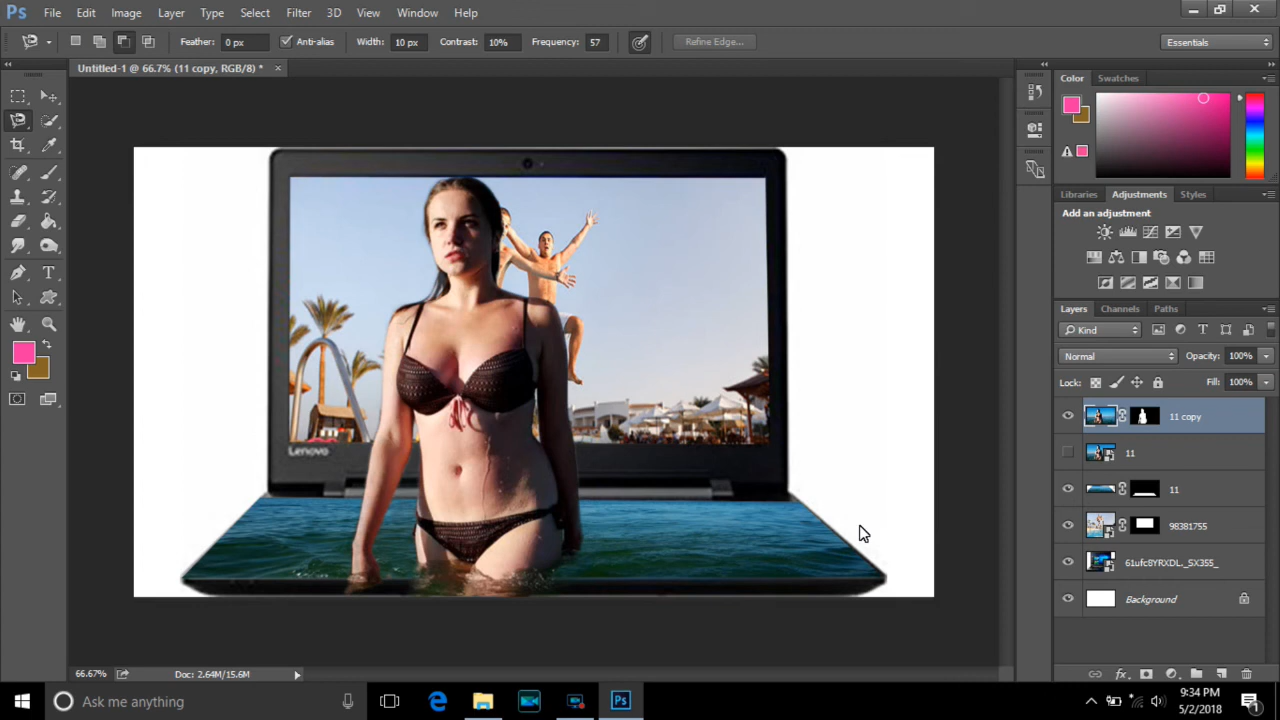 Ps File Edit Image Layer Type Select Filter 3D View Window Help
Feather: 0 px Anti-alias Width: 10 px Contrast: 10% Frequency: 57 Refine Edge... Essentials
Untitled-1 @ 66.7% (11 copy, RGB/8) *
Color Swatches
Libraries Adjustments Styles
Add an adjustment
Lenovo
Layers Channels Paths
Kind
Normal Opacity: 100%
Lock: Fill: 100%
11 copy
11
11
98381755
61ufc8YRXDL._SX355_
Background
66.67% Doc: 2.64M/15.6M
Ask me anything
Ps
9:34 PM
5/2/2018
1